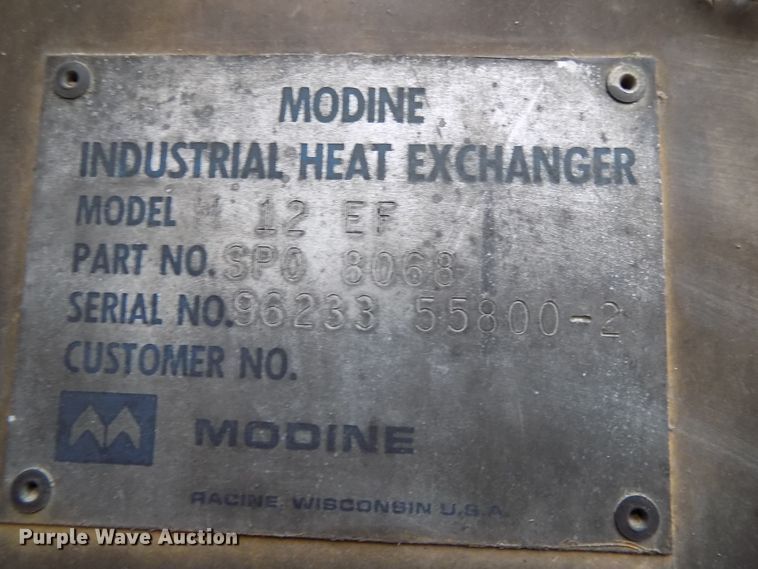 MODINE
INDUSTRIAL HEAT EXCHANGER
MODEL M 12 EF
PART NO. SPO 8068
SERIAL NO. 96233 55800-2
CUSTOMER NO.
MODINE
RACINE, WISCONSIN U.S.A.
Purple Wave Auction